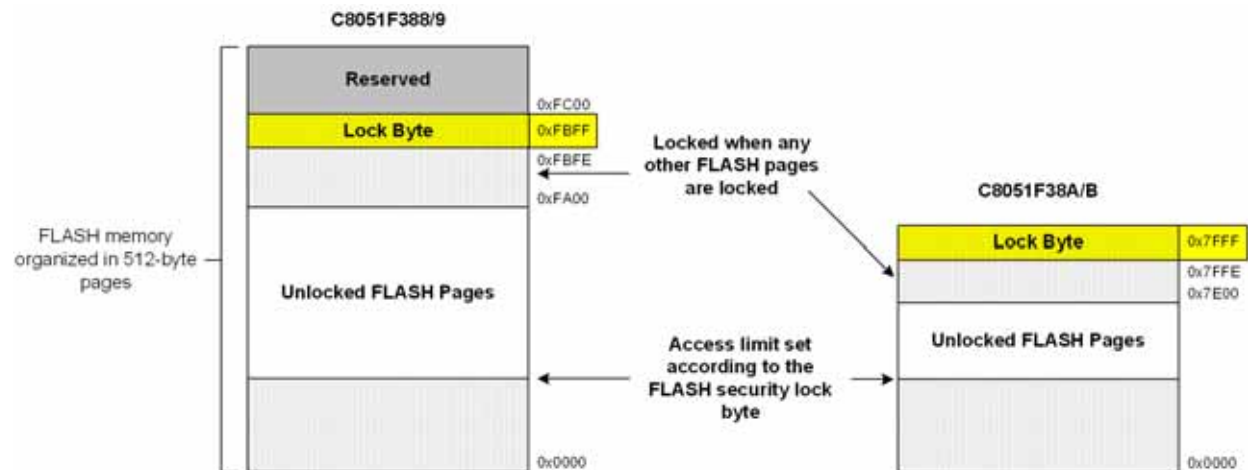 C8051F388/9
Reserved
0xFC00
Lock Byte
0xFBFF
0xFBFE
0xFA00
FLASH memory
organized in 512-byte
pages
Unlocked FLASH Pages
0x0000
Locked when any
other FLASH pages
are locked
Access limit set
according to the
FLASH security lock
byte
C8051F38A/B
Lock Byte
0x7FFF
0x7FFE
0x7E00
Unlocked FLASH Pages
0x0000